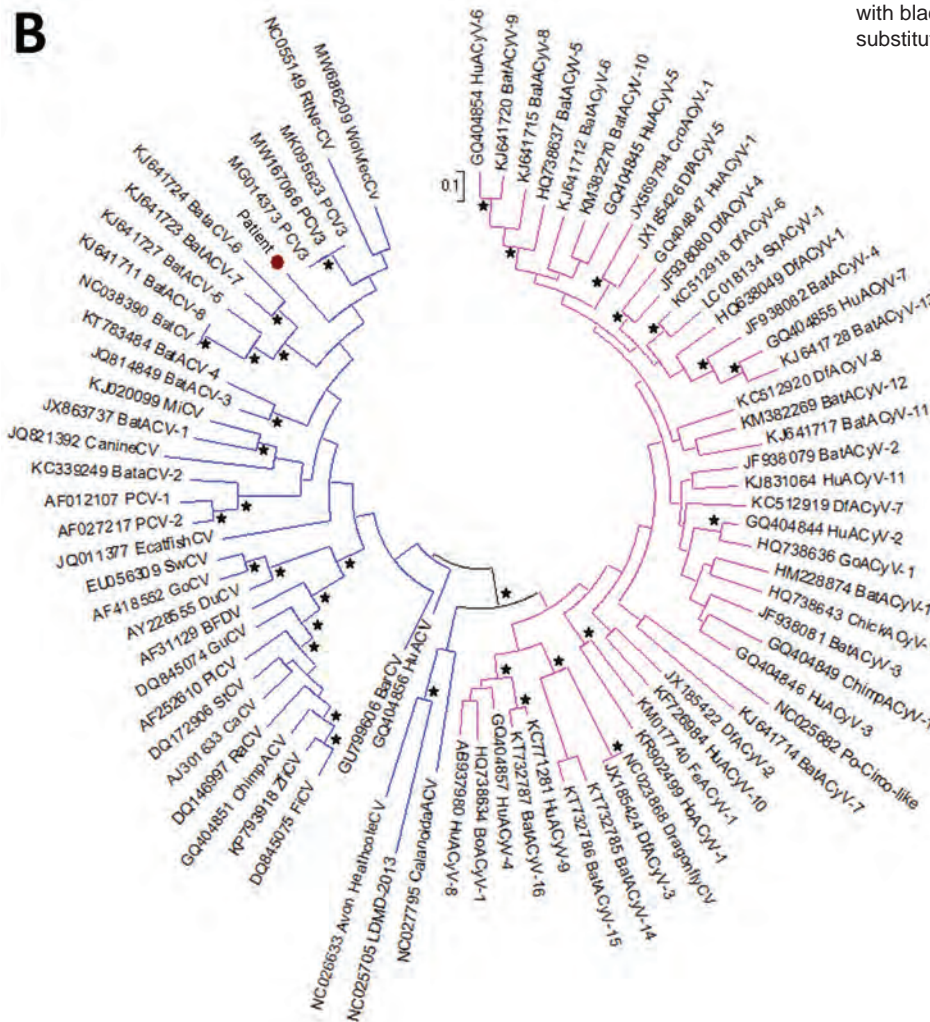 B
with blac
substitut
0.1
GQ404854 HuACyV-6
KJ641720 BatACyV-9
KJ641715 BatACyV-8
HQ738637 BatACyV-5
KJ641712 BatACyV-6
KM382270 BatACyV-10
GQ404845 HuACyV-5
JX569794 CroACyV-1
JX185426 DfACyV-5
GQ404847 HuACyV-1
JF938080 DfACyV-4
KC512918 DfACyV-6
LC018134 SqACyV-1
HQ638049 DfACyV-1
JF938082 BatACyV-4
GQ404855 HuACyV-7
KJ641728 BatACyV-13
KC512920 DfACyV-8
KM382269 BatACyV-12
KJ641717 BatACyV-11
JF938079 BatACyV-2
KJ831064 HuACyV-11
KC512919 DfACyV-7
GQ404844 HuACyV-2
HQ738636 GoACyV-1
HM228874 BatACyV-1
HQ738643 ChickACyV-1
JF938081 BatACyV-3
GQ404849 ChimpACyV-1
GQ404846 HuACyV-3
NC025682 Po-Circo-like
KJ641714 BatACyV-7
JX185422 DfACyV-2
KF726984 HuACyV-10
KM017740 FeACyV-1
KR902499 HoACyV-1
NC023868 DragonflyCV
JX185424 DfACyV-3
KT732785 BatACyV-14
KT732786 BatACyV-15
KC771281 HuACyV-9
KT732787 BatACyV-16
GQ404857 HuACyV-4
HQ738634 BoACyV-1
AB937980 HuACyV-8
NC027795 CalanoidaACV
NC025705 LDMD-2013
NC026633 Avon HeathcoteCV
GQ404856 HuACV
GU799606 BarCV
DQ845075 FiCV
KP793918 ZfiCV
GQ404851 ChimpACV
DQ146997 RaCV
AJ301633 CaCV
DQ172906 StCV
AF252610 PiCV
DQ845074 GuCV
AF31129 BFDV
AY228555 DuCV
AF418552 GoCV
EU056309 SwCV
JQ011377 EcatfishCV
AF027217 PCV-2
AF012107 PCV-1
KC339249 BataCV-2
JQ821392 CanineCV
JX863737 BatACV-1
KJ020099 MiCV
JQ814849 BatACV-3
KT783484 BatACV-4
NC038390 BatCV
KJ641711 BatACV-8
KJ641727 BatACV-5
KJ641723 BatACV-7
KJ641724 BataCV-6
Patient
MG014373 PCV3
MW167066 PCV3
MK095623 PCV3
NC055149 RtNe-CV
MW686209 WolVecCV